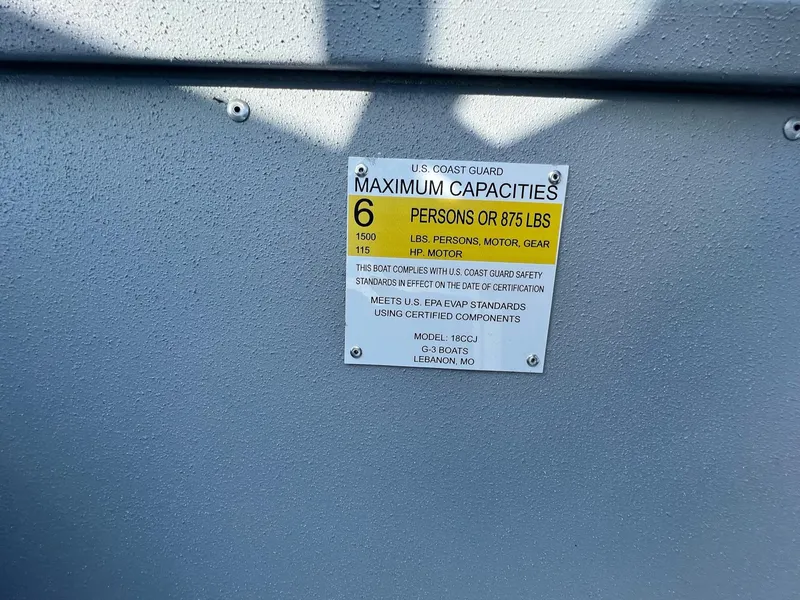 U.S. COAST GUARD
MAXIMUM CAPACITIES
6 PERSONS OR 875 LBS
1500 LBS. PERSONS, MOTOR, GEAR
115 HP. MOTOR
THIS BOAT COMPLIES WITH U.S. COAST GUARD SAFETY
STANDARDS IN EFFECT ON THE DATE OF CERTIFICATION
MEETS U.S. EPA EVAP STANDARDS
USING CERTIFIED COMPONENTS
MODEL: 18CCJ
G-3 BOATS
LEBANON, MO